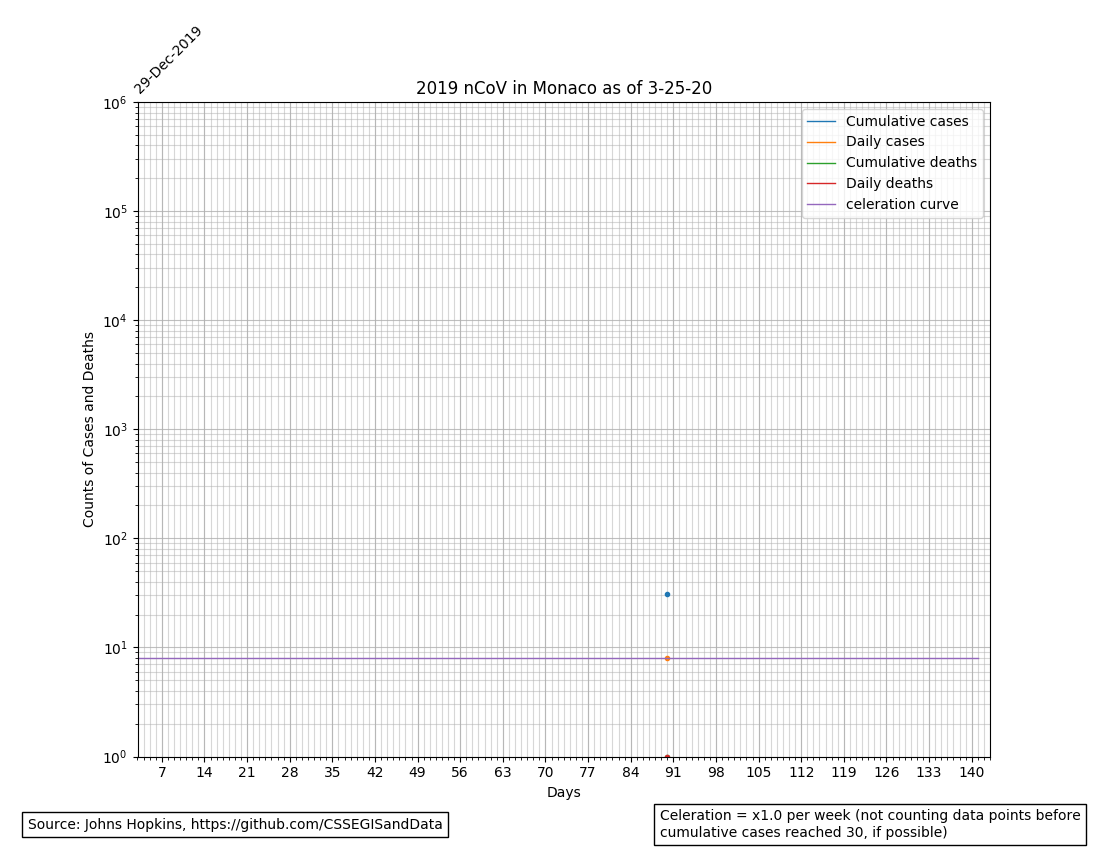 29-Dec-2019
2019 nCoV in Monaco as of 3-25-20
Cumulative cases
Daily cases
Cumulative deaths
Daily deaths
celeration curve
10^6
10^5
10^4
10^3
10^2
10^1
10^0
Counts of Cases and Deaths
7 14 21 28 35 42 49 56 63 70 77 84 91 98 105 112 119 126 133 140
Days
Source: Johns Hopkins, https://github.com/CSSEGISandData
Celeration = x1.0 per week (not counting data points before
cumulative cases reached 30, if possible)